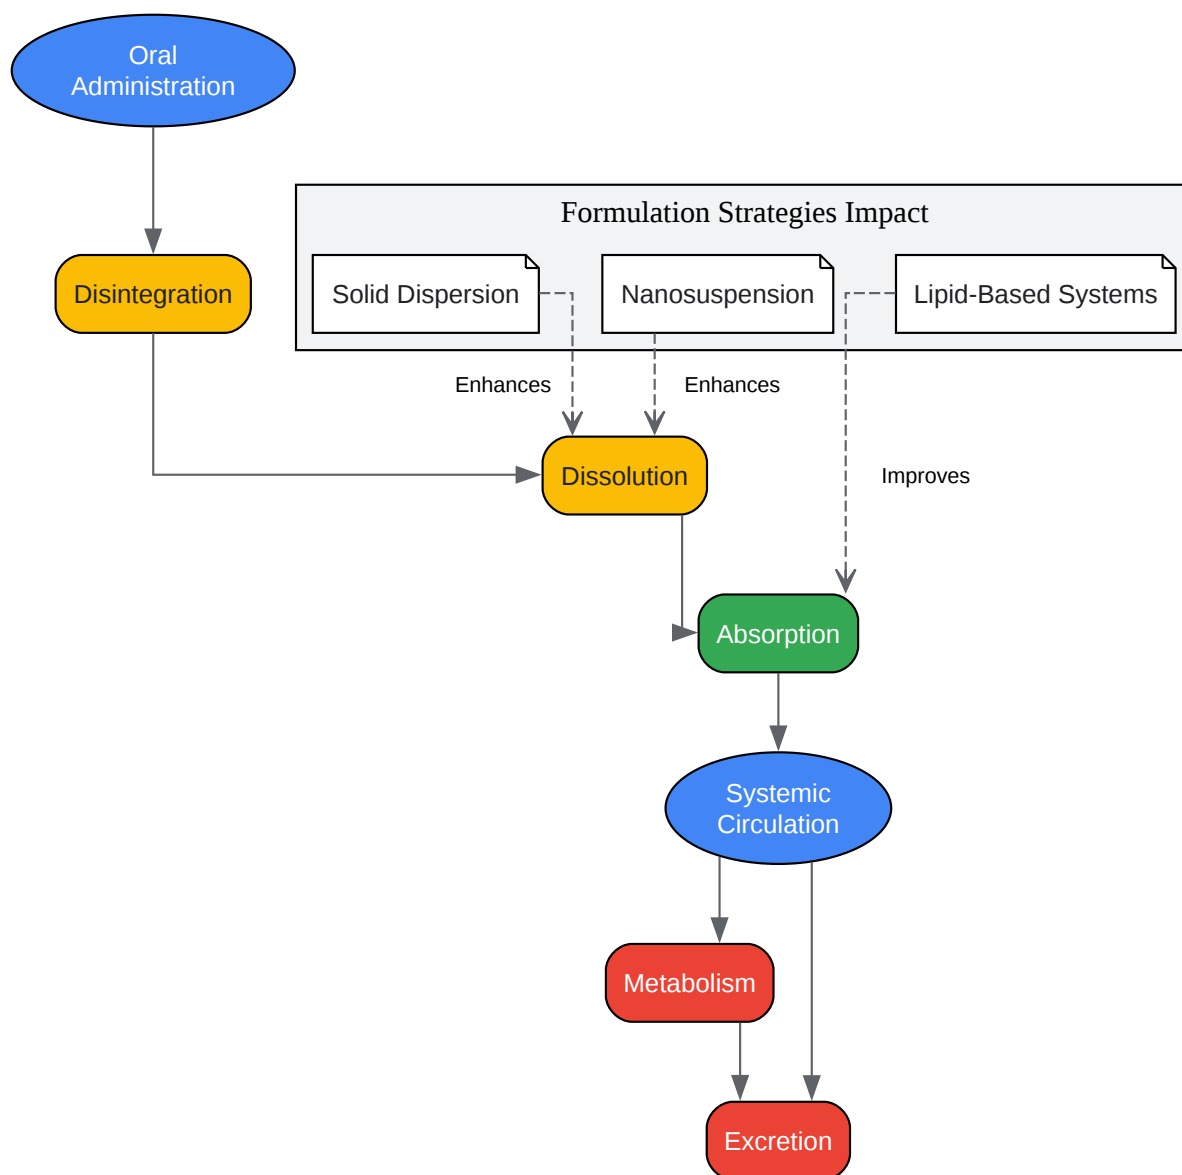 Oral
Administration
Formulation Strategies Impact
Disintegration
Solid Dispersion
Nanosuspension
Lipid-Based Systems
Enhances
Enhances
Dissolution
Improves
Absorption
Systemic
Circulation
Metabolism
Excretion